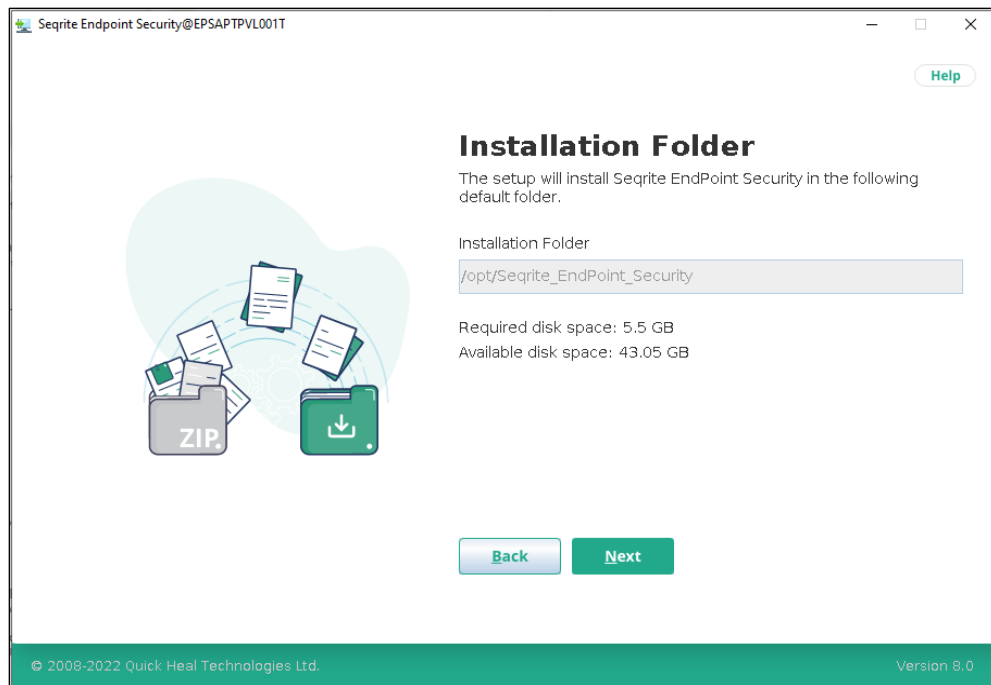 Seqrite Endpoint Security@EPSAPTPVL001T
Help
Installation Folder
The setup will install Seqrite EndPoint Security in the following
default folder.
Installation Folder
/opt/Seqrite_EndPoint_Security
Required disk space: 5.5 GB
Available disk space: 43.05 GB
ZIP
Back
Next
© 2008-2022 Quick Heal Technologies Ltd.
Version 8.0